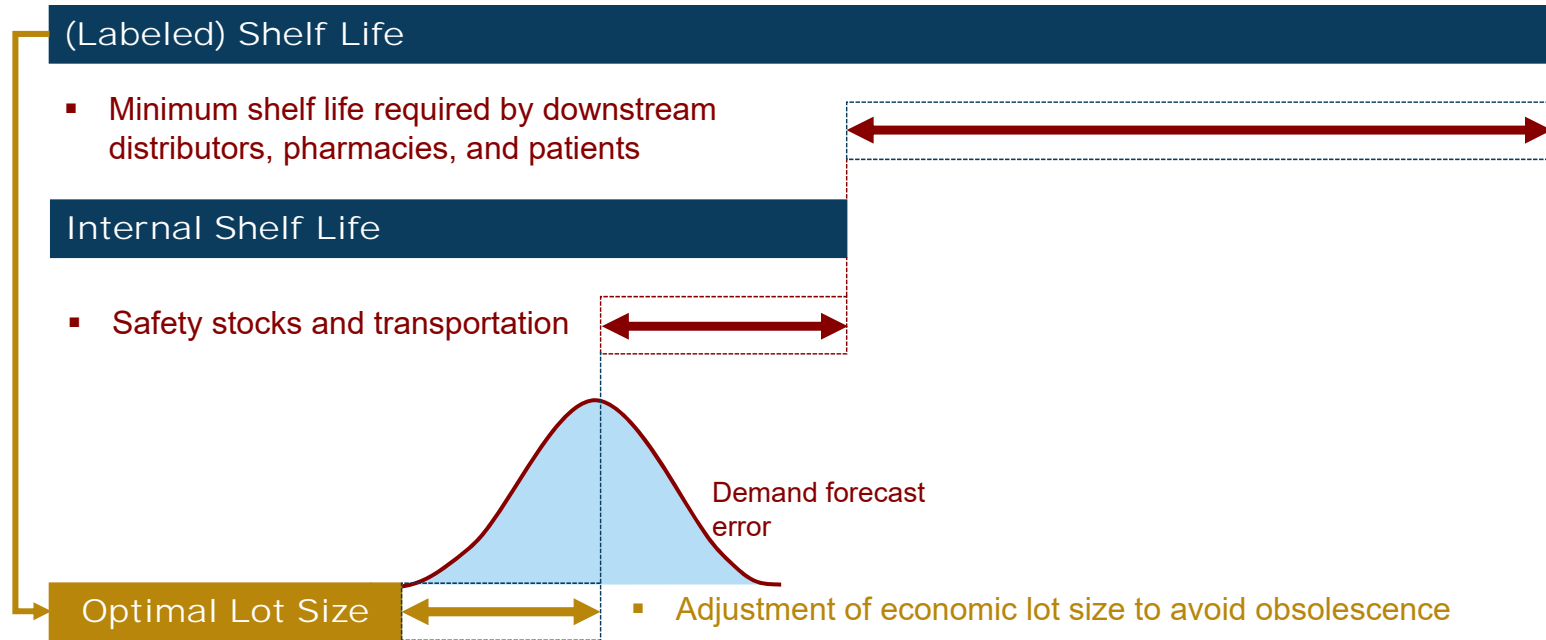 (Labeled) Shelf Life
▪ Minimum shelf life required by downstream
distributors, pharmacies, and patients
Internal Shelf Life
▪ Safety stocks and transportation
Demand forecast
error
Optimal Lot Size
▪ Adjustment of economic lot size to avoid obsolescence